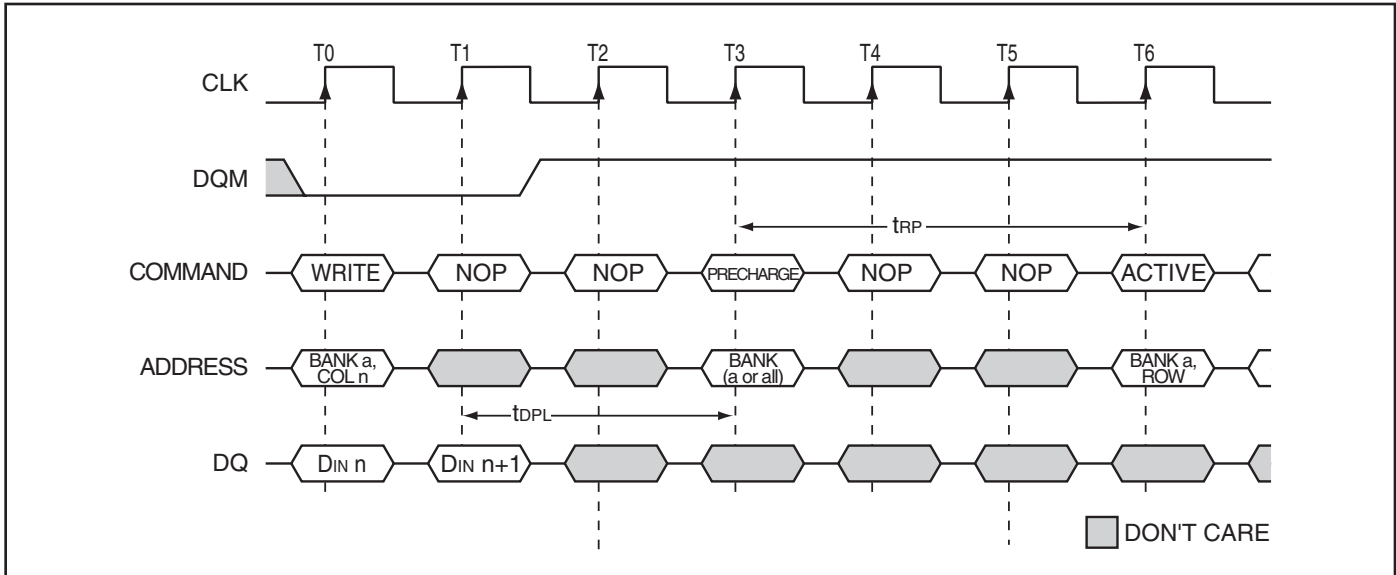 T0 T1 T2 T3 T4 T5 T6
CLK
DQM
tRP
COMMAND WRITE NOP NOP PRECHARGE NOP NOP ACTIVE
ADDRESS BANK a, COL n BANK (a or all) BANK a, ROW
tDPL
DQ DIN n DIN n+1
DON'T CARE